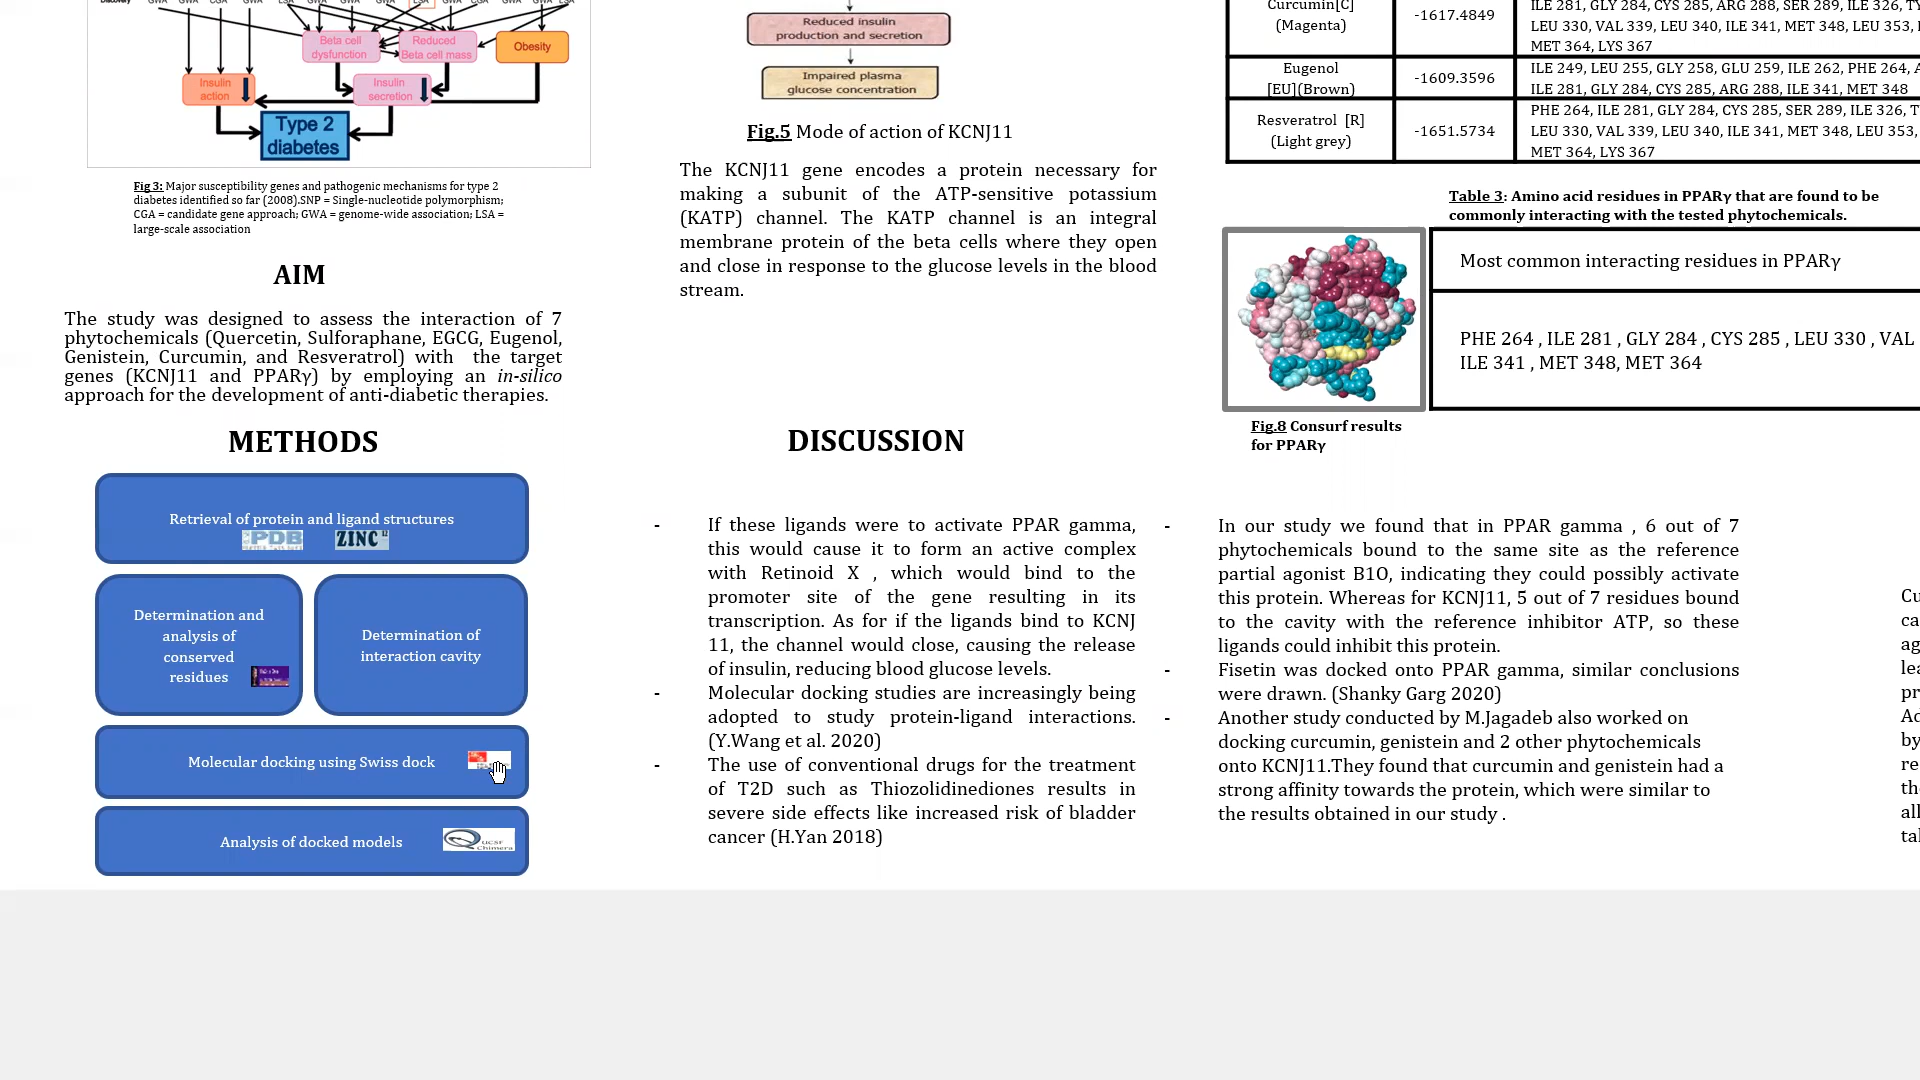 Beta cell
dysfunction
Reduced
Beta cell mass
Obesity
Insulin
action
Insulin
secretion
Type 2
diabetes
Fig 3: Major susceptibility genes and pathogenic mechanisms for type 2
diabetes identified so far (2008).SNP = Single-nucleotide polymorphism;
CGA = candidate gene approach; GWA = genome-wide association; LSA =
large-scale association
AIM
The study was designed to assess the interaction of 7
phytochemicals (Quercetin, Sulforaphane, EGCG, Eugenol,
Genistein, Curcumin, and Resveratrol) with the target
genes (KCNJ11 and PPARγ) by employing an in-silico
approach for the development of anti-diabetic therapies.
METHODS
Retrieval of protein and ligand structures
PDB ZINC 12
Determination and
analysis of
conserved
residues
Determination of
interaction cavity
Molecular docking using Swiss dock
Analysis of docked models
UCSF
Chimera
Reduced insulin
production and secretion
Impaired plasma
glucose concentration
Fig.5 Mode of action of KCNJ11
The KCNJ11 gene encodes a protein necessary for
making a subunit of the ATP-sensitive potassium
(KATP) channel. The KATP channel is an integral
membrane protein of the beta cells where they open
and close in response to the glucose levels in the blood
stream.
DISCUSSION
- If these ligands were to activate PPAR gamma,
this would cause it to form an active complex
with Retinoid X , which would bind to the
promoter site of the gene resulting in its
transcription. As for if the ligands bind to KCNJ
11, the channel would close, causing the release
of insulin, reducing blood glucose levels.
- Molecular docking studies are increasingly being
adopted to study protein-ligand interactions.
(Y.Wang et al. 2020)
- The use of conventional drugs for the treatment
of T2D such as Thiozolidinediones results in
severe side effects like increased risk of bladder
cancer (H.Yan 2018)
Curcumin[C]
(Magenta)
-1617.4849
ILE 281, GLY 284, CYS 285, ARG 288, SER 289, ILE 326,
LEU 330, VAL 339, LEU 340, ILE 341, MET 348, LEU 353,
MET 364, LYS 367
Eugenol
[EU](Brown)
-1609.3596
ILE 249, LEU 255, GLY 258, GLU 259, ILE 262, PHE 264,
ILE 281, GLY 284, CYS 285, ARG 288, ILE 341, MET 348
Resveratrol [R]
(Light grey)
-1651.5734
PHE 264, ILE 281, GLY 284, CYS 285, SER 289, ILE 326,
LEU 330, VAL 339, LEU 340, ILE 341, MET 348, LEU 353,
MET 364, LYS 367
Table 3: Amino acid residues in PPARγ that are found to be
commonly interacting with the tested phytochemicals.
Most common interacting residues in PPARγ
PHE 264 , ILE 281 , GLY 284 , CYS 285 , LEU 330 , VAL
ILE 341 , MET 348, MET 364
Fig.8 Consurf results
for PPARγ
- In our study we found that in PPAR gamma , 6 out of 7
phytochemicals bound to the same site as the reference
partial agonist B1O, indicating they could possibly activate
this protein. Whereas for KCNJ11, 5 out of 7 residues bound
to the cavity with the reference inhibitor ATP, so these
ligands could inhibit this protein.
- Fisetin was docked onto PPAR gamma, similar conclusions
were drawn. (Shanky Garg 2020)
- Another study conducted by M.Jagadeb also worked on
docking curcumin, genistein and 2 other phytochemicals
onto KCNJ11.They found that curcumin and genistein had a
strong affinity towards the protein, which were similar to
the results obtained in our study .